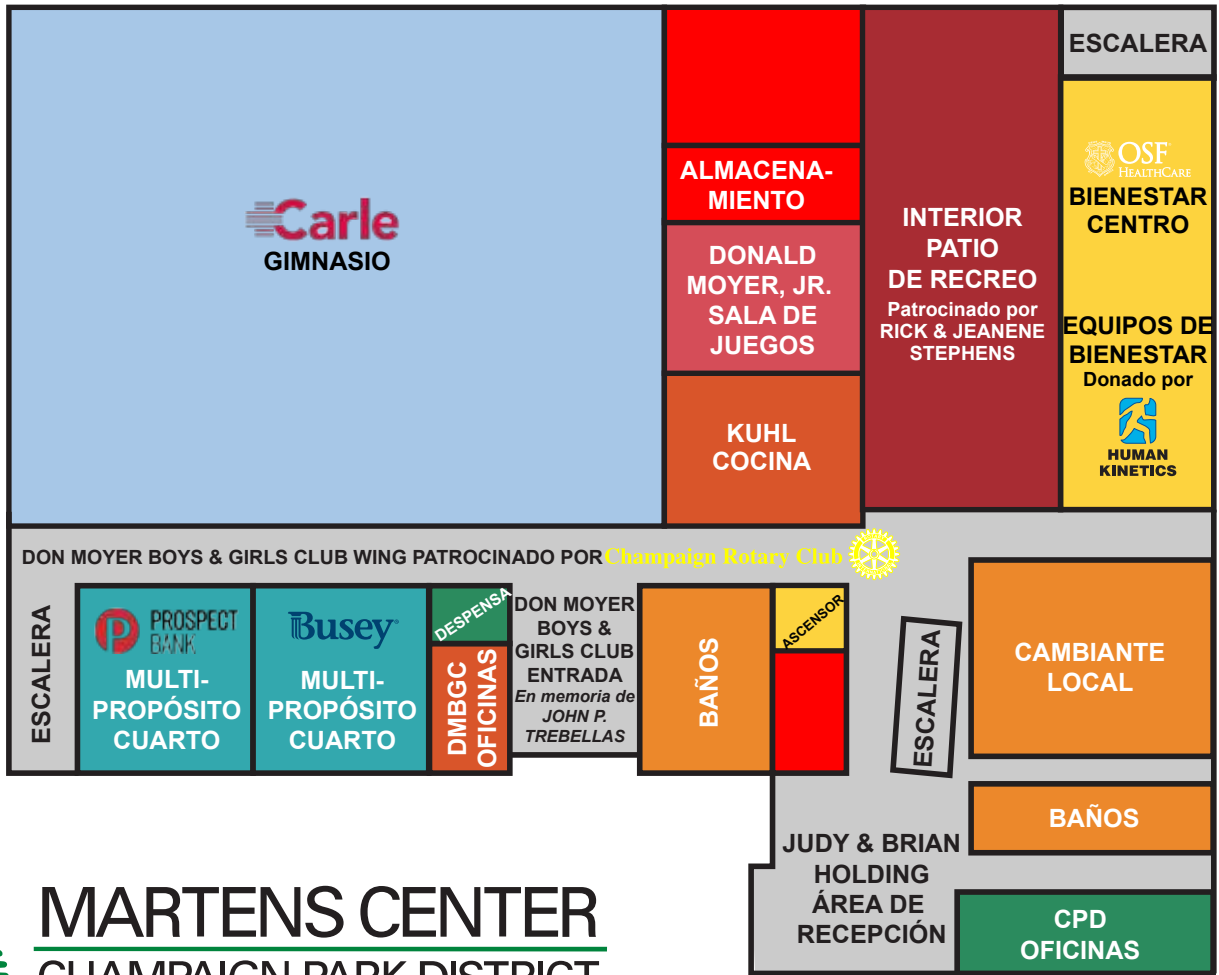 ESCALERA
Carle
GIMNASIO
ALMACENA-
MIENTO
DONALD
MOYER, JR.
SALA DE
JUEGOS
KUHL
COCINA
INTERIOR
PATIO
DE RECREO
Patrocinado por
RICK & JEANENE
STEPHENS
OSF
HEALTHCARE
BIENESTAR
CENTRO
EQUIPOS DE
BIENESTAR
Donado por
HUMAN
KINETICS
DON MOYER BOYS & GIRLS CLUB WING PATROCINADO POR Champaign Rotary Club
ESCALERA
PROSPECT
BANK
MULTI-
PROPÓSITO
CUARTO
Busey
MULTI-
PROPÓSITO
CUARTO
DESPENSA
DMBGC
OFICINAS
DON MOYER
BOYS &
GIRLS CLUB
ENTRADA
En memoria de
JOHN P.
TREBELLAS
BAÑOS
ASCENSOR
ESCALERA
CAMBIANTE
LOCAL
BAÑOS
JUDY & BRIAN
HOLDING
ÁREA DE
RECEPCIÓN
CPD
OFICINAS
MARTENS CENTER
CHAMPAIGN PARK DISTRICT